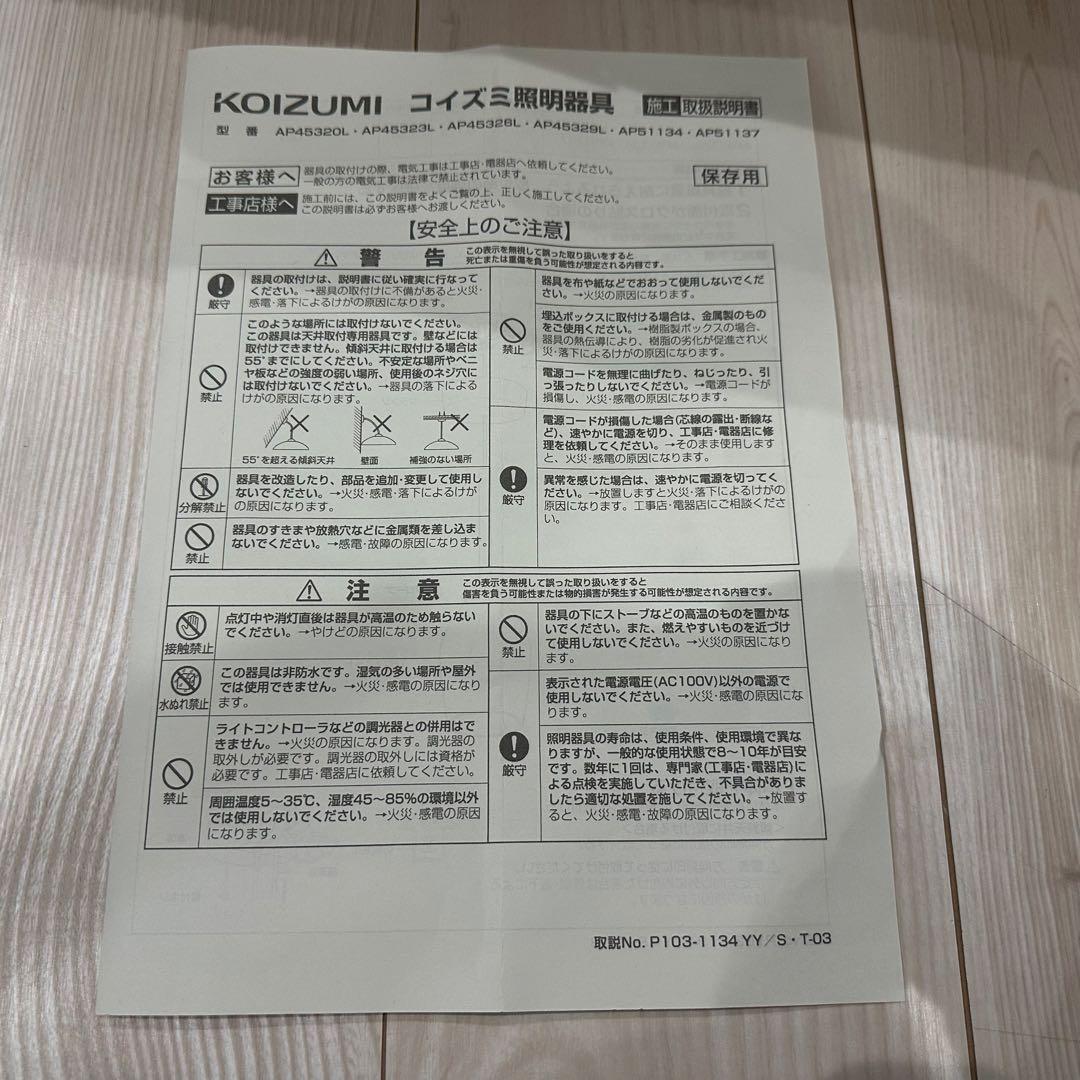 KOIZUMI コイズミ照明器具 施工 取扱説明書
型 番 AP45320L・AP45323L・AP45326L・AP45329L・AP51134・AP51137
お客様へ
器具の取付けの際、電気工事は工事店・電器店へ依頼してください。
一般の方の電気工事は法律で禁止されています。
保存用
工事店様へ
施工前には、この説明書をよくご覧の上、正しく施工してください。
この説明書は必ずお客様へお渡しください。
【安全上のご注意】
警 告
この表示を無視して誤った取り扱いをすると
死亡または重傷を負う可能性が想定される内容です。
厳守
器具の取付けは、説明書に従い確実に行なって
ください。→器具の取付けに不備があると火災・
感電・落下によるけがの原因になります。
禁止
このような場所には取付けないでください。
この器具は天井取付専用器具です。壁などには
取付けできません。傾斜天井に取付ける場合は
55°までにしてください。不安定な場所やベニ
ヤ板などの強度の弱い場所、使用後のネジ穴に
は取付けないでください。→器具の落下による
けがの原因になります。
55°を超える傾斜天井 壁面 補強のない場所
分解禁止
器具を改造したり、部品を追加・変更して使用し
ないでください。→火災・感電・落下によるけが
の原因になります。
禁止
器具のすきまや放熱穴などに金属類を差し込ま
ないでください。→感電・故障の原因になります。
器具を布や紙などでおおって使用しないでくだ
さい。→火災の原因になります。
禁止
埋込ボックスに取付ける場合は、金属製のもの
をご使用ください。→樹脂製ボックスの場合、
器具の熱伝導により、樹脂の劣化が促進され火
災・落下によるけがの原因になります。
電源コードを無理に曲げたり、ねじったり、引
っ張ったりしないでください。→電源コードが
損傷し、火災・感電の原因になります。
厳守
電源コードが損傷した場合(芯線の露出・断線な
ど)、速やかに電源を切り、工事店・電器店に修
理を依頼してください。→そのまま使用します
と、火災・感電の原因になります。
異常を感じた場合は、速やかに電源を切ってく
ださい。→放置しますと火災・落下によるけがの
原因になります。工事店・電器店にご相談くださ
い。
注 意
この表示を無視して誤った取り扱いをすると
傷害を負う可能性または物的損害が発生する可能性が想定される内容です。
接触禁止
点灯中や消灯直後は器具が高温のため触らない
でください。→やけどの原因になります。
水ぬれ禁止
この器具は非防水です。湿気の多い場所や屋外
では使用できません。→火災・感電の原因になり
ます。
禁止
ライトコントローラなどの調光器との併用はで
きません。→火災の原因になります。調光器の
取外しが必要です。調光器の取外しには資格が
必要です。工事店・電器店に依頼してください。
周囲温度5〜35℃、湿度45〜85%の環境以外
では使用しないでください。→火災・感電の原因
になります。
禁止
器具の下にストーブなどの高温のものを置かな
いでください。また、燃えやすいものを近づけ
て使用しないでください。→火災の原因になり
ます。
厳守
表示された電源電圧(AC100V)以外の電源で
使用しないでください。→火災・感電の原因にな
ります。
照明器具の寿命は、使用条件、使用環境で異な
りますが、一般的な使用状態で8〜10年が目安
です。数年に1回は、専門家(工事店・電器店)に
よる点検を実施していただき、不具合がありま
したら適切な処置を施してください。→放置す
ると、火災・感電・故障の原因になります。
取説No. P103-1134 YY/S・T-03